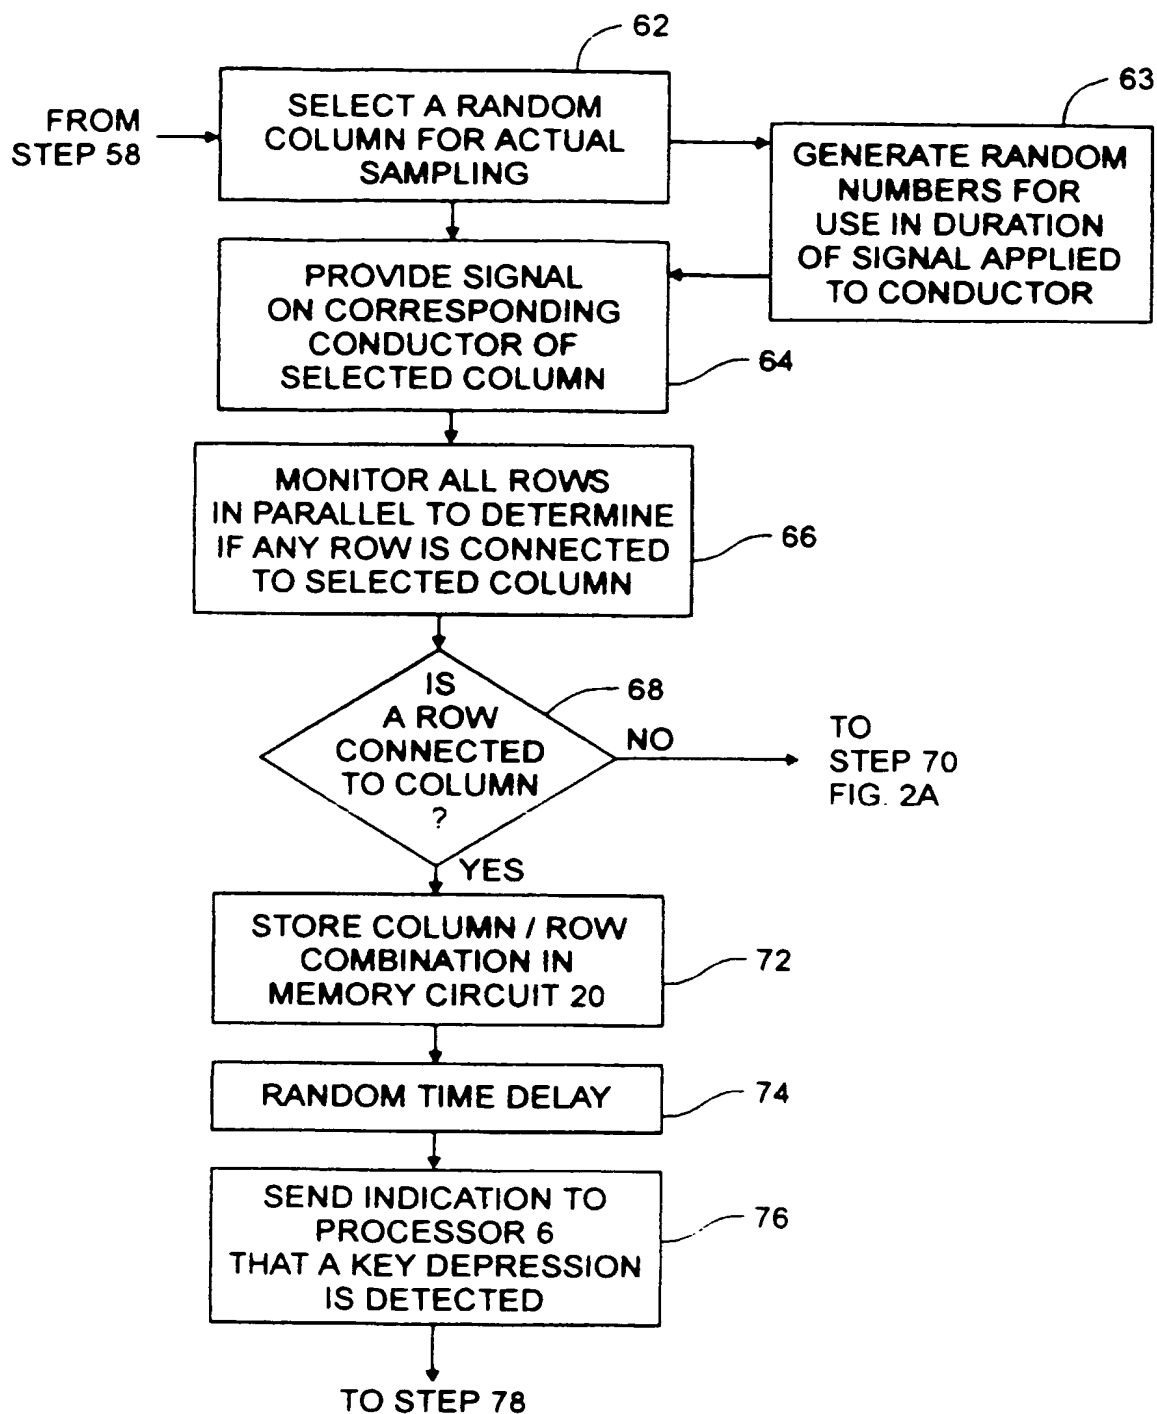 62
FROM
STEP 58
SELECT A RANDOM
COLUMN FOR ACTUAL
SAMPLING
63
GENERATE RANDOM
NUMBERS FOR
USE IN DURATION
OF SIGNAL APPLIED
TO CONDUCTOR
PROVIDE SIGNAL
ON CORRESPONDING
CONDUCTOR OF
SELECTED COLUMN
64
MONITOR ALL ROWS
IN PARALLEL TO DETERMINE
IF ANY ROW IS CONNECTED
TO SELECTED COLUMN
66
IS
A ROW
CONNECTED
TO COLUMN
?
68
NO
TO
STEP 70
FIG. 2A
YES
STORE COLUMN / ROW
COMBINATION IN
MEMORY CIRCUIT 20
72
RANDOM TIME DELAY
74
SEND INDICATION TO
PROCESSOR 6
THAT A KEY DEPRESSION
IS DETECTED
76
TO STEP 78